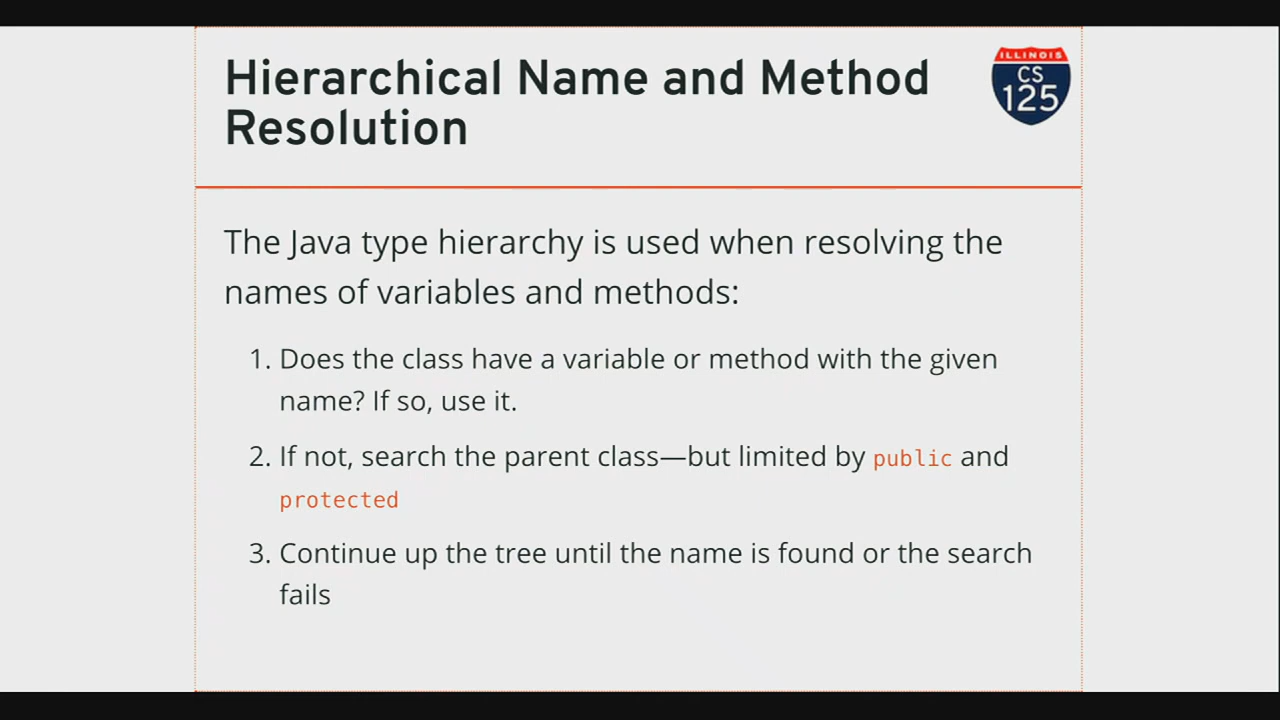 Hierarchical Name and Method
Resolution
ILLINOIS
CS
125
The Java type hierarchy is used when resolving the
names of variables and methods:
1. Does the class have a variable or method with the given
name? If so, use it.
2. If not, search the parent class—but limited by public and
protected
3. Continue up the tree until the name is found or the search
fails